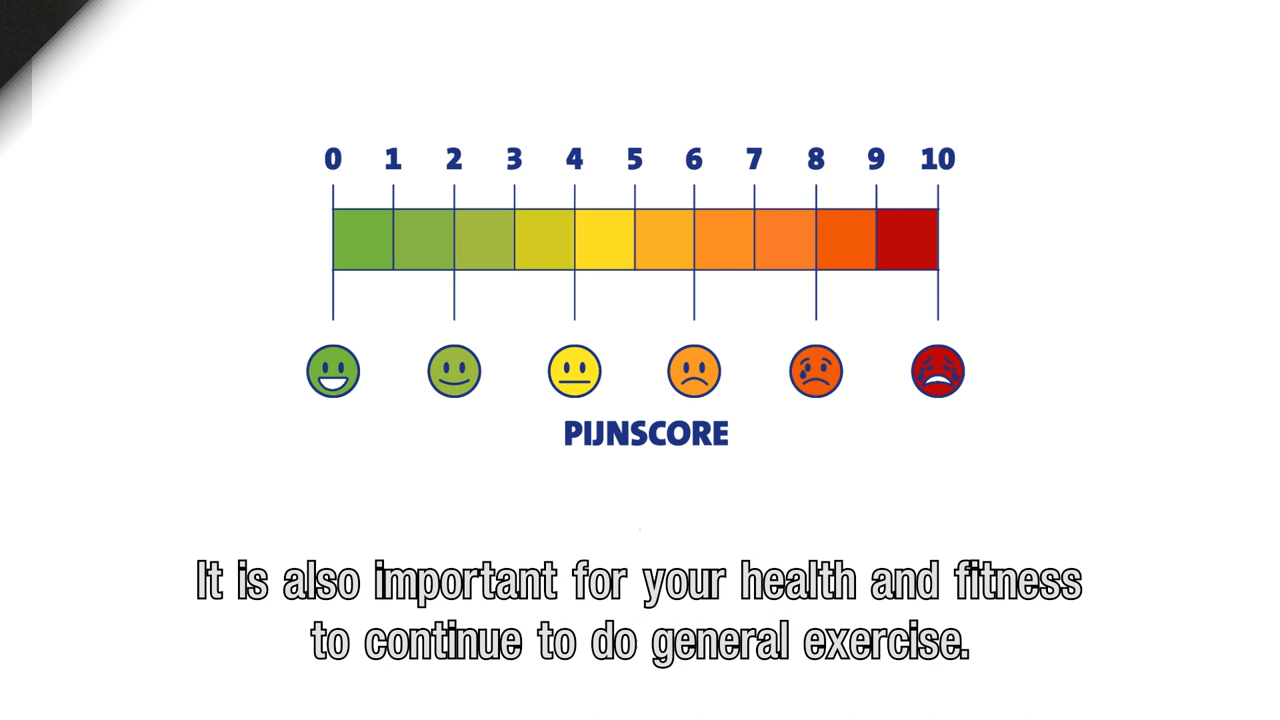 0 1 2 3 4 5 6 7 8 9 10
PIJNSCORE
It is also important for your health and fitness
to continue to do general exercise.